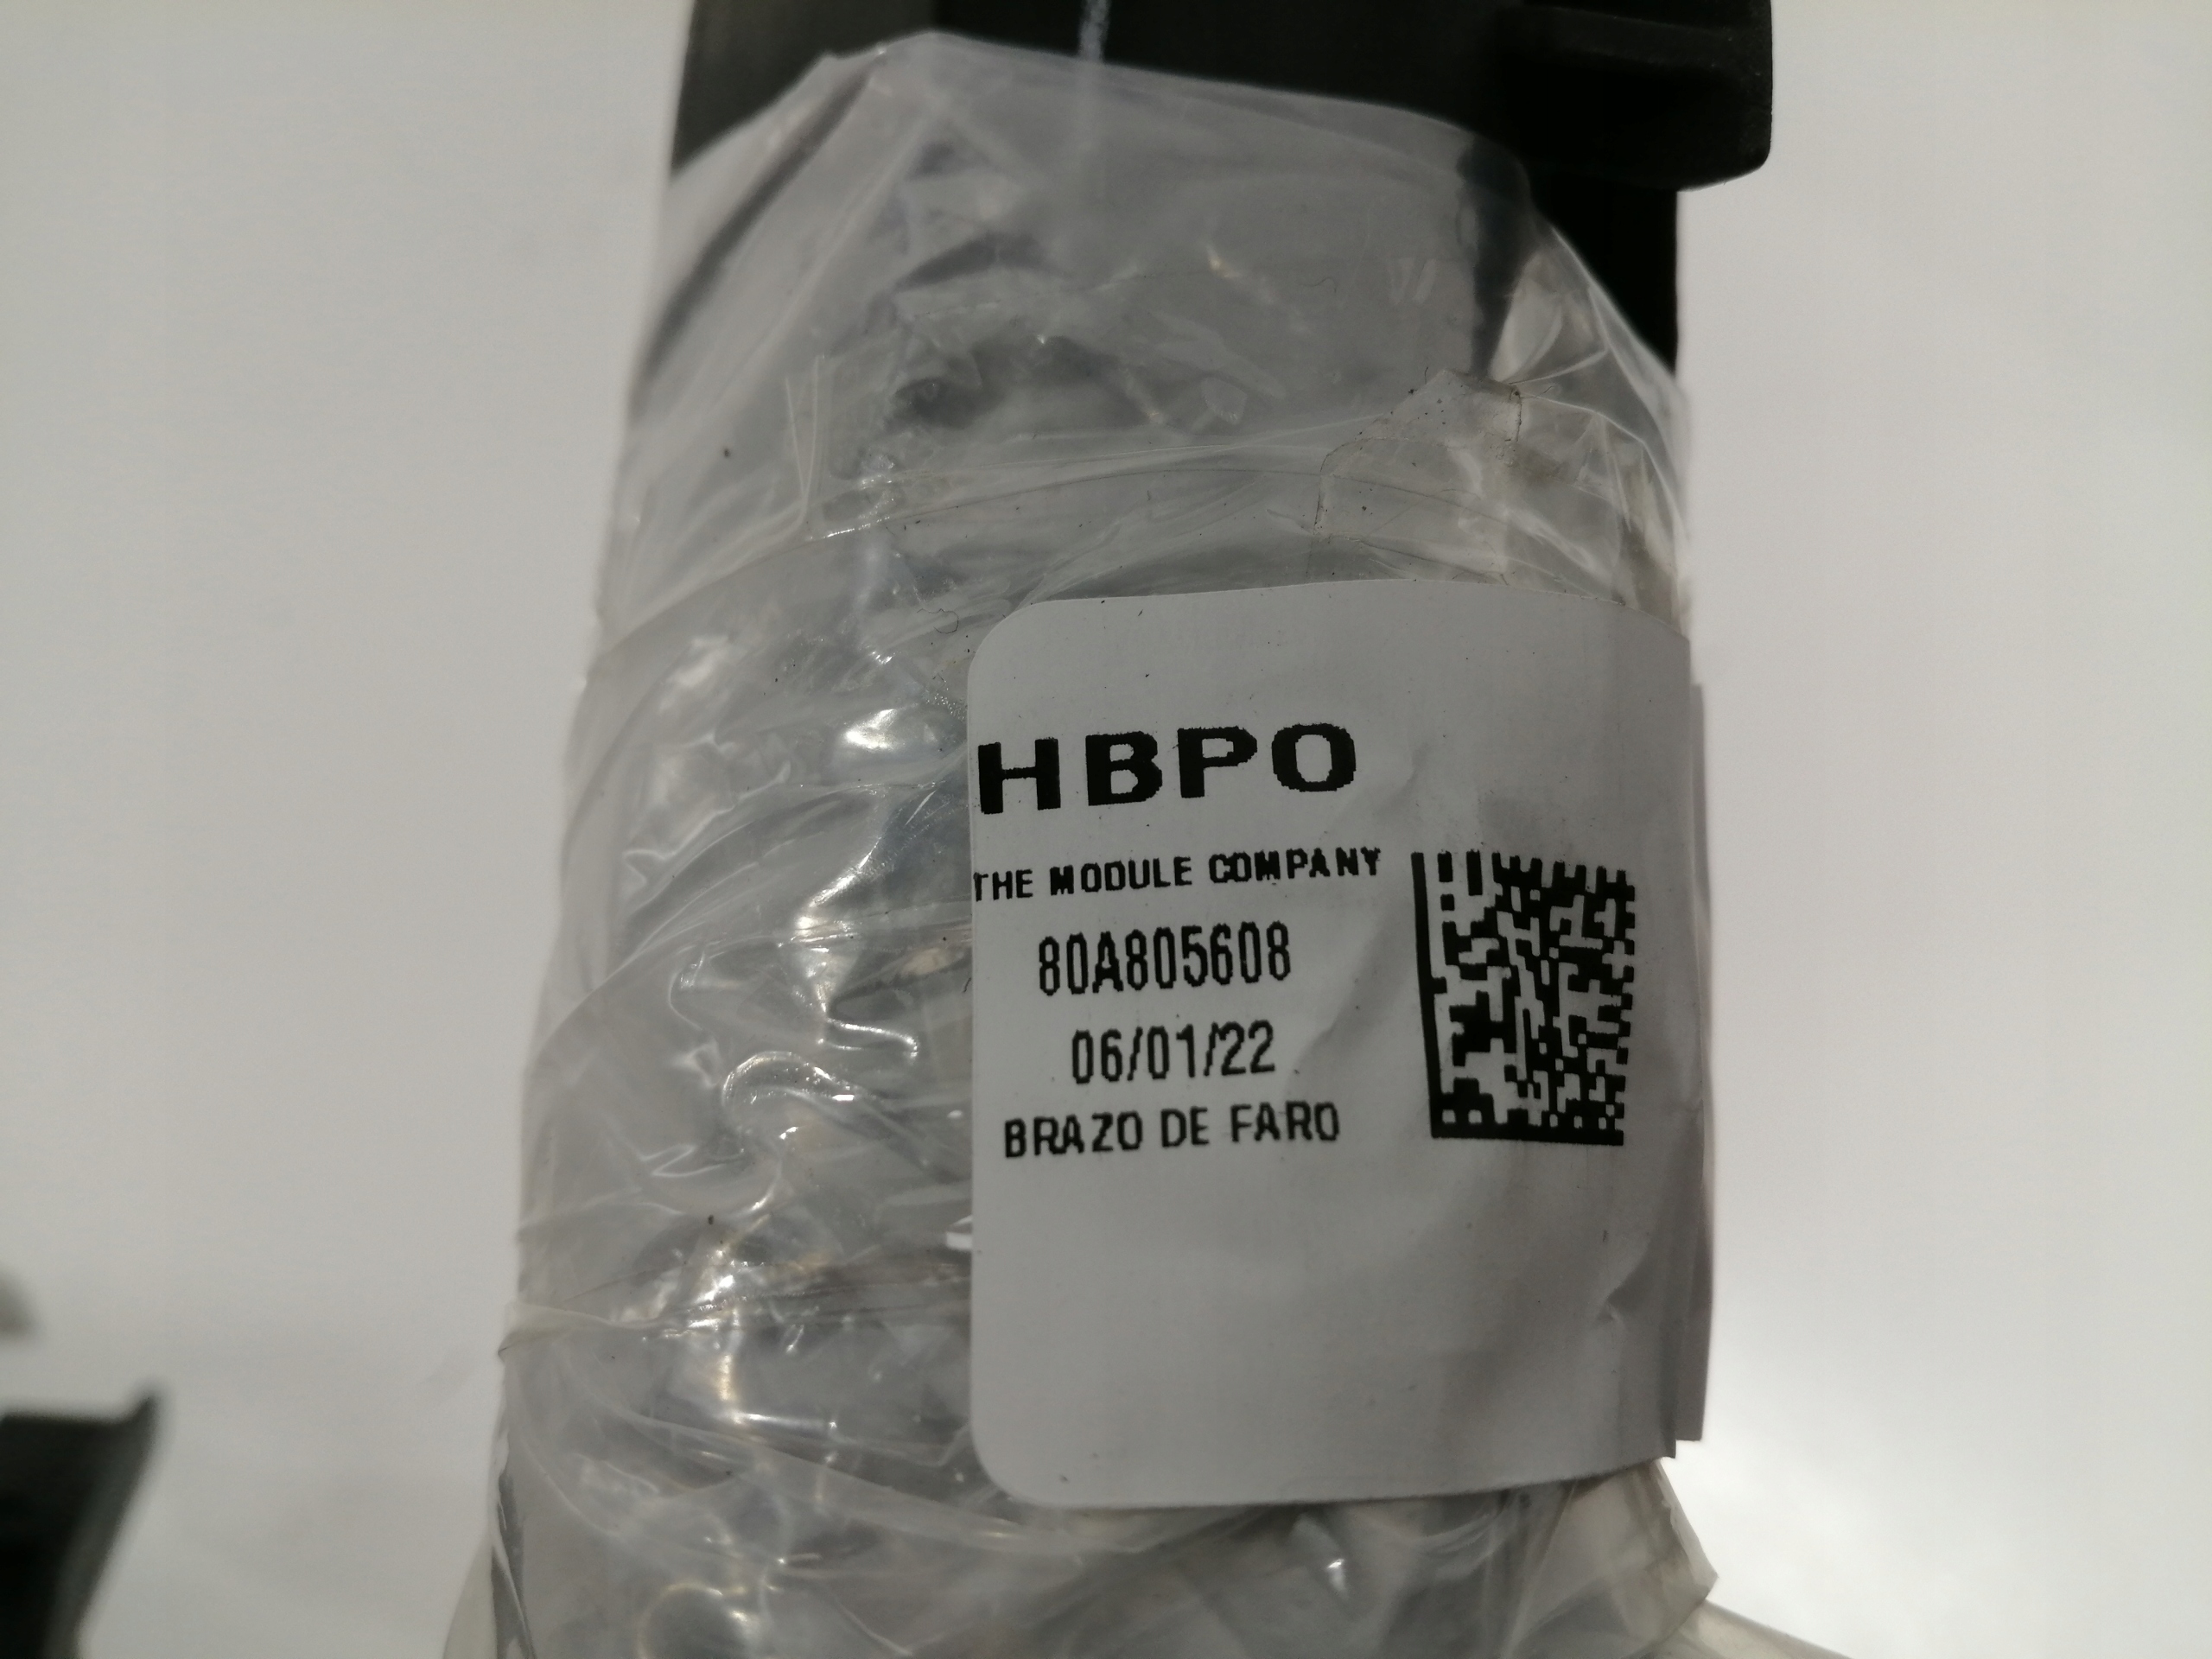 HBPO
THE MODULE COMPANY
80A805608
06/01/22
BRAZO DE FARO